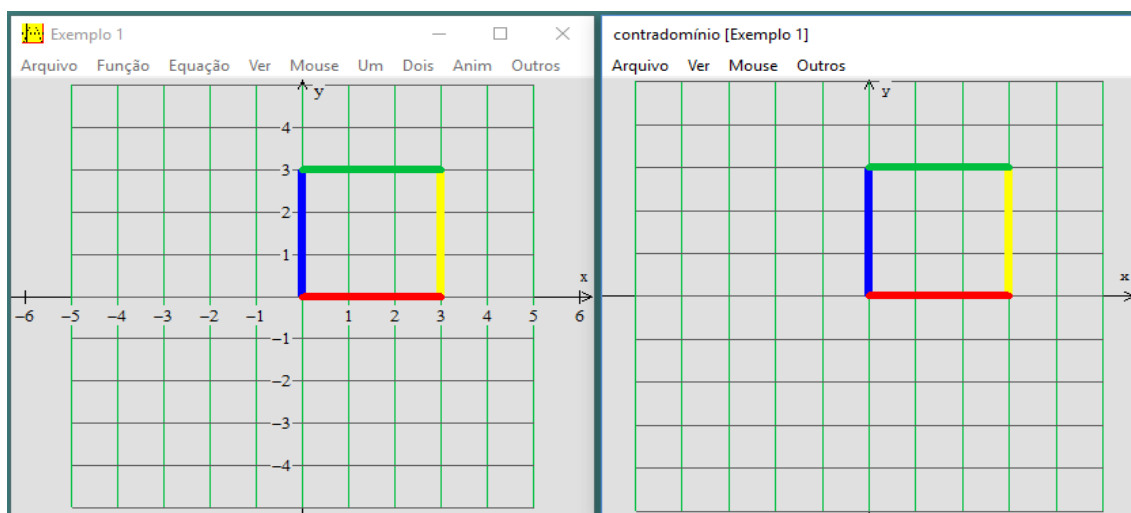 Exemplo 1
Arquivo Função Equação Ver Mouse Um Dois Anim Outros
y
4
3
2
1
x
−6 −5 −4 −3 −2 −1 1 2 3 4 5 6
−1
−2
−3
−4
contradomínio [Exemplo 1]
Arquivo Ver Mouse Outros
y
x